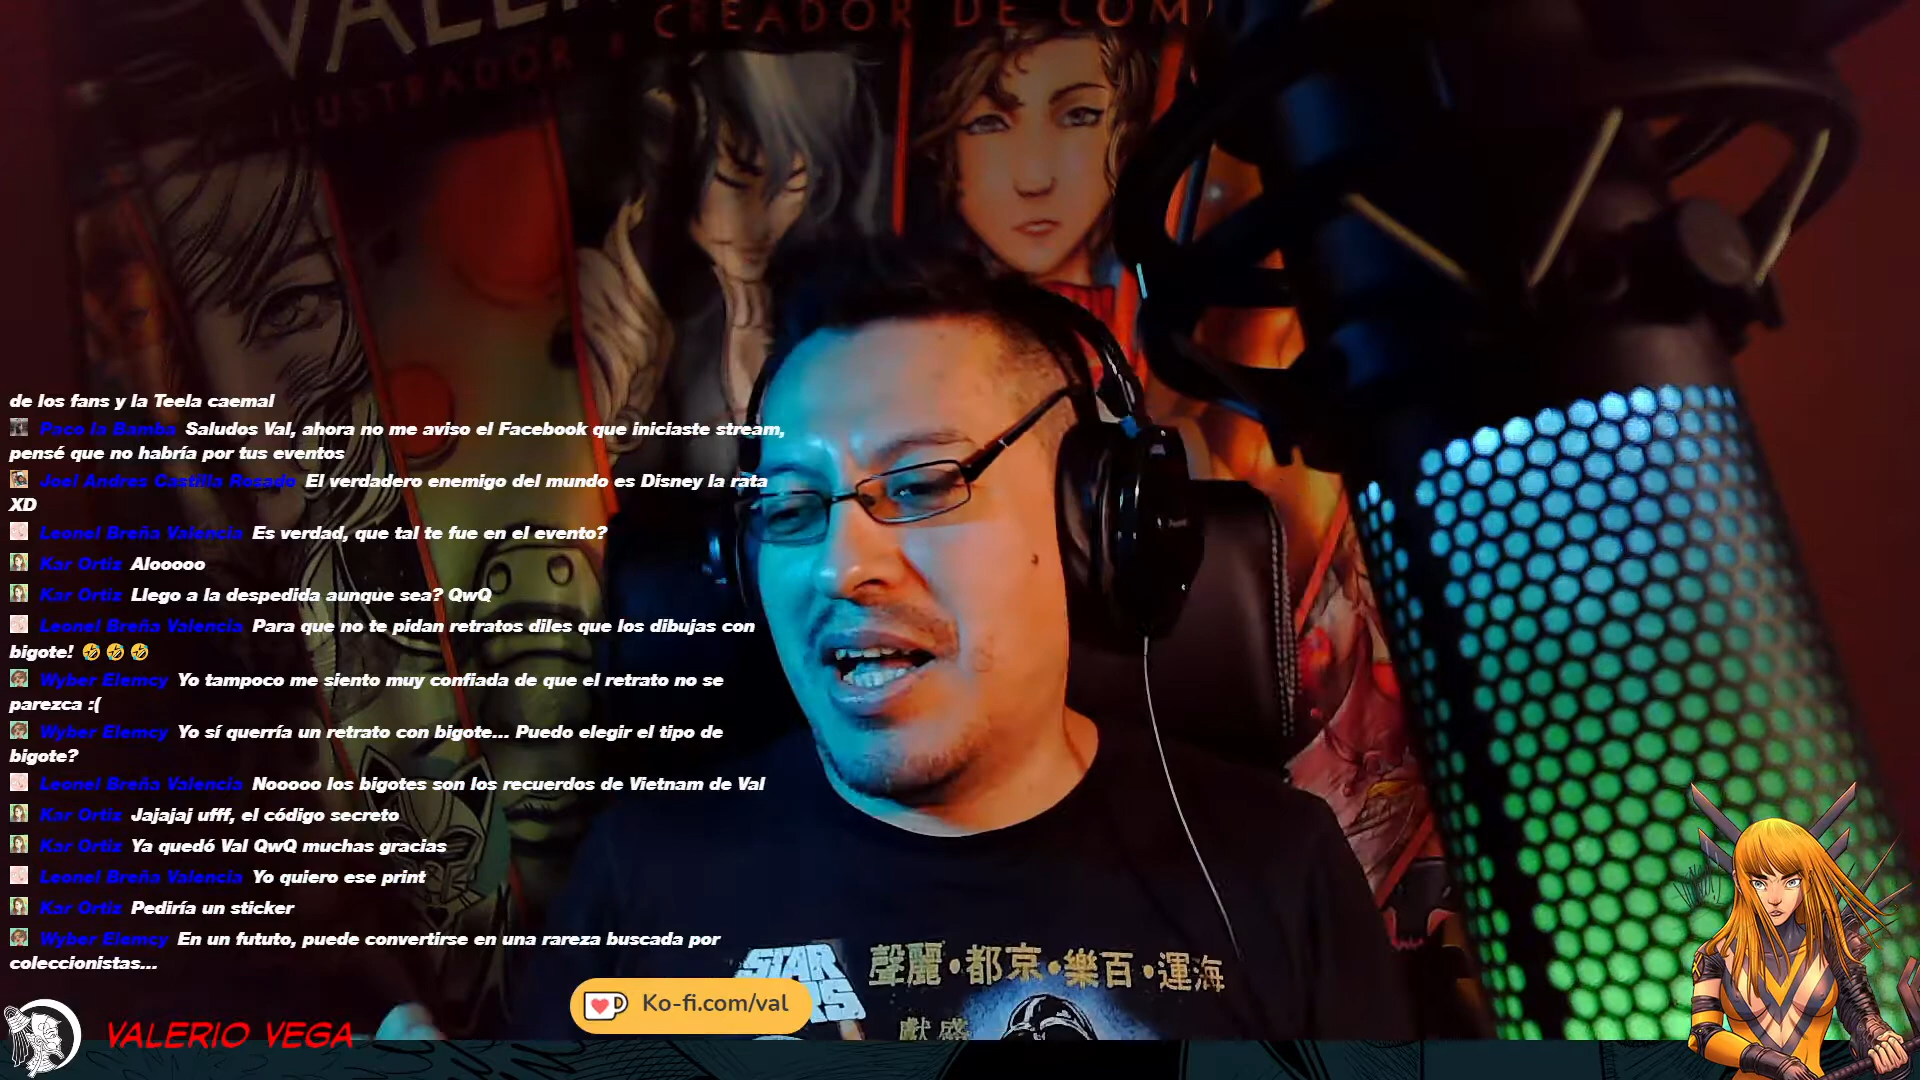 CREADOR DE COM
ILUSTRADOR
de los fans y la Teela caemal
Paco la Bamba Saludos Val, ahora no me aviso el Facebook que iniciaste stream,
pensé que no habría por tus eventos
Joel Andres Castilla Rosado El verdadero enemigo del mundo es Disney la rata
XD
Leonel Breña Valencia Es verdad, que tal te fue en el evento?
Kar Ortiz Alooooo
Kar Ortiz Llego a la despedida aunque sea? QwQ
Leonel Breña Valencia Para que no te pidan retratos diles que los dibujas con
bigote! 🤣 🤣 🤣
Wyber Elemcy Yo tampoco me siento muy confiada de que el retrato no se
parezca :(
Wyber Elemcy Yo sí querría un retrato con bigote... Puedo elegir el tipo de
bigote?
Leonel Breña Valencia Nooooo los bigotes son los recuerdos de Vietnam de Val
Kar Ortiz Jajajaj ufff, el código secreto
Kar Ortiz Ya quedó Val QwQ muchas gracias
Leonel Breña Valencia Yo quiero ese print
Kar Ortiz Pediría un sticker
Wyber Elemcy En un fututo, puede convertirse en una rareza buscada por
coleccionistas...
STAR
聲麗•都京•樂百•運海
Ko-fi.com/val
VALERIO VEGA